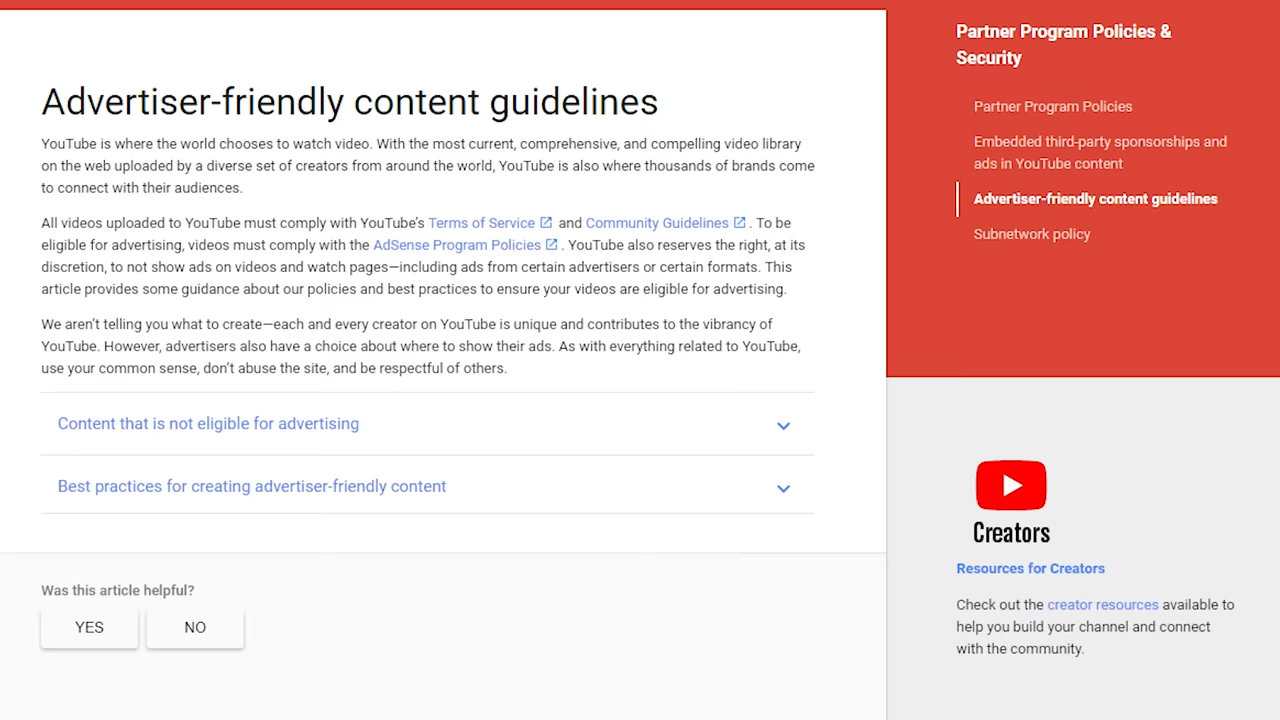 Advertiser-friendly content guidelines
YouTube is where the world chooses to watch video. With the most current, comprehensive, and compelling video library
on the web uploaded by a diverse set of creators from around the world, YouTube is also where thousands of brands come
to connect with their audiences.
All videos uploaded to YouTube must comply with YouTube’s Terms of Service and Community Guidelines . To be
eligible for advertising, videos must comply with the AdSense Program Policies . YouTube also reserves the right, at its
discretion, to not show ads on videos and watch pages—including ads from certain advertisers or certain formats. This
article provides some guidance about our policies and best practices to ensure your videos are eligible for advertising.
We aren’t telling you what to create—each and every creator on YouTube is unique and contributes to the vibrancy of
YouTube. However, advertisers also have a choice about where to show their ads. As with everything related to YouTube,
use your common sense, don’t abuse the site, and be respectful of others.
Content that is not eligible for advertising
Best practices for creating advertiser-friendly content
Was this article helpful?
YES NO
Partner Program Policies &
Security
Partner Program Policies
Embedded third-party sponsorships and
ads in YouTube content
Advertiser-friendly content guidelines
Subnetwork policy
Creators
Resources for Creators
Check out the creator resources available to
help you build your channel and connect
with the community.